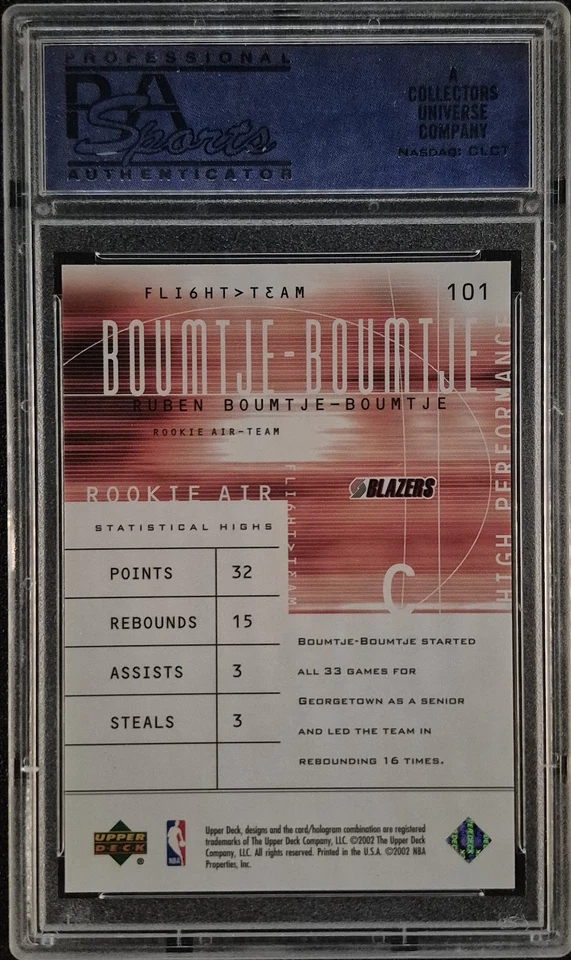 PROFESSIONAL
PSA
Sports
AUTHENTICATOR
A
COLLECTORS
UNIVERSE
COMPANY
NASDAQ: CLCT
FLI6HT>TEAM
101
BOUMTJE-BOUMTJE
RUBEN BOUMTJE-BOUMTJE
ROOKIE AIR-TEAM
HIGH PERFORMANCE
FLI6HT>TEAM
ROOKIE AIR
BLAZERS
STATISTICAL HIGHS
POINTS 32
REBOUNDS 15
ASSISTS 3
STEALS 3
C
BOUMTJE-BOUMTJE STARTED
ALL 33 GAMES FOR
GEORGETOWN AS A SENIOR
AND LED THE TEAM IN
REBOUNDING 16 TIMES.
UPPER
DECK
®
NBA
Upper Deck, designs and the card/hologram combination are registered
trademarks of The Upper Deck Company, LLC. ©2002 The Upper Deck
Company, LLC. All rights reserved. Printed in the U.S.A. ©2002 NBA
Properties, Inc.